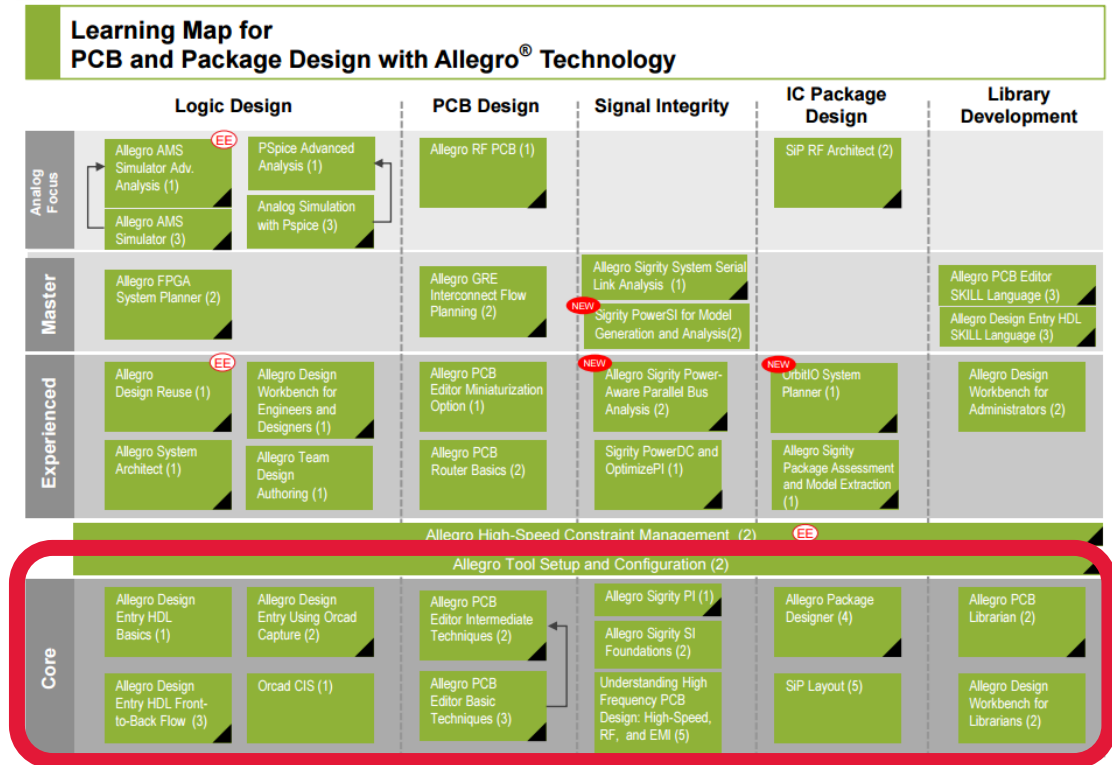 Learning Map for
PCB and Package Design with Allegro® Technology
Logic Design
PCB Design
Signal Integrity
IC Package
Design
Library
Development
Analog
Focus
Allegro AMS
Simulator Adv.
Analysis (1)
EE
PSpice Advanced
Analysis (1)
Allegro AMS
Simulator (3)
Analog Simulation
with Pspice (3)
Allegro RF PCB (1)
SiP RF Architect (2)
Master
Allegro FPGA
System Planner (2)
Allegro GRE
Interconnect Flow
Planning (2)
Allegro Sigrity System Serial
Link Analysis (1)
NEW
Sigrity PowerSI for Model
Generation and Analysis(2)
Allegro PCB Editor
SKILL Language (3)
Allegro Design Entry HDL
SKILL Language (3)
Experienced
Allegro
Design Reuse (1)
EE
Allegro Design
Workbench for
Engineers and
Designers (1)
Allegro System
Architect (1)
Allegro Team
Design
Authoring (1)
Allegro PCB
Editor Miniaturization
Option (1)
Allegro PCB
Router Basics (2)
NEW
Allegro Sigrity Power-
Aware Parallel Bus
Analysis (2)
Sigrity PowerDC and
OptimizePI (1)
NEW
OrbitIO System
Planner (1)
Allegro Sigrity
Package Assessment
and Model Extraction
(1)
Allegro Design
Workbench for
Administrators (2)
Allegro High-Speed Constraint Management (2)
EE
Allegro Tool Setup and Configuration (2)
Core
Allegro Design
Entry HDL
Basics (1)
Allegro Design
Entry Using Orcad
Capture (2)
Allegro Design
Entry HDL Front-
to-Back Flow (3)
Orcad CIS (1)
Allegro PCB
Editor Intermediate
Techniques (2)
Allegro PCB
Editor Basic
Techniques (3)
Allegro Sigrity PI (1)
Allegro Sigrity SI
Foundations (2)
Understanding High
Frequency PCB
Design: High-Speed,
RF, and EMI (5)
Allegro Package
Designer (4)
SiP Layout (5)
Allegro PCB
Librarian (2)
Allegro Design
Workbench for
Librarians (2)